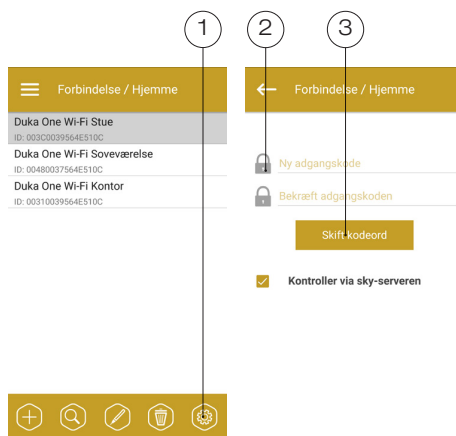 1
2
3
Forbindelse / Hjemme
Duka One Wi-Fi Stue
ID: 003C0039564E510C
Duka One Wi-Fi Soveværelse
ID: 00480037564E510C
Duka One Wi-Fi Kontor
ID: 00310039564E510C
Forbindelse / Hjemme
Ny adgangskode
Bekræft adgangskoden
Skift kodeord
Kontroller via sky-serveren